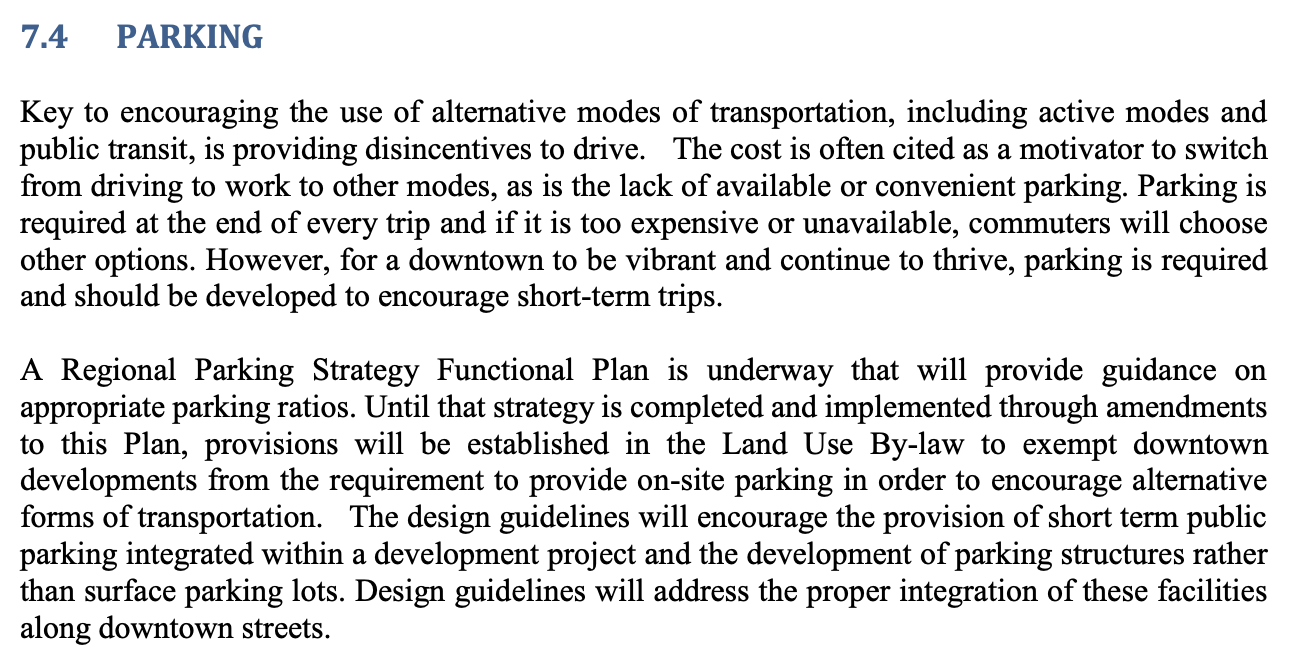 7.4 PARKING
Key to encouraging the use of alternative modes of transportation, including active modes and
public transit, is providing disincentives to drive. The cost is often cited as a motivator to switch
from driving to work to other modes, as is the lack of available or convenient parking. Parking is
required at the end of every trip and if it is too expensive or unavailable, commuters will choose
other options. However, for a downtown to be vibrant and continue to thrive, parking is required
and should be developed to encourage short-term trips.
A Regional Parking Strategy Functional Plan is underway that will provide guidance on
appropriate parking ratios. Until that strategy is completed and implemented through amendments
to this Plan, provisions will be established in the Land Use By-law to exempt downtown
developments from the requirement to provide on-site parking in order to encourage alternative
forms of transportation. The design guidelines will encourage the provision of short term public
parking integrated within a development project and the development of parking structures rather
than surface parking lots. Design guidelines will address the proper integration of these facilities
along downtown streets.